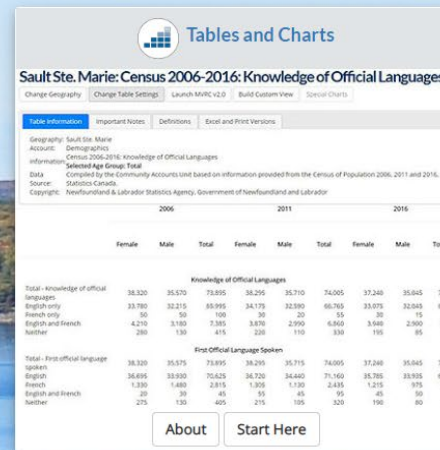 Tables and Charts
Sault Ste. Marie: Census 2006-2016: Knowledge of Official Languages
Change Geography Change Table Settings Launch MVRC v2.0 Build Custom View Special Charts
Table Information Important Notes Definitions Excel and Print Versions
Geography: Sault Ste. Marie
Account: Demographics
Information: Census 2006-2016: Knowledge of Official Languages
Selected Age Group: Total
Data Source: Compiled by the Community Accounts Unit based on information provided from the Census of Population 2006, 2011 and 2016, Statistics Canada.
Copyright: Newfoundland & Labrador Statistics Agency, Government of Newfoundland and Labrador
2006 2011 2016
Female Male Total Female Male Total Female Male
Knowledge of Official Languages
Total - Knowledge of official languages 38,320 35,570 73,895 38,295 35,710 74,005 37,240 35,045
English only 33,780 32,215 65,995 34,175 32,590 66,765 33,075 32,045
French only 50 50 100 30 20 55 30 15
English and French 4,210 3,180 7,385 3,870 2,990 6,860 3,940 2,900
Neither 280 130 415 220 110 330 195 85
First Official Language Spoken
Total - First official language spoken 38,320 35,575 73,895 38,295 35,715 74,005 37,240 35,045
English 36,695 33,930 70,625 36,720 34,440 71,160 35,785 33,935
French 1,330 1,480 2,815 1,305 1,130 2,435 1,215 975
English and French 20 30 45 55 45 95 45 50
Neither 275 130 405 215 105 320 190 80
About Start Here